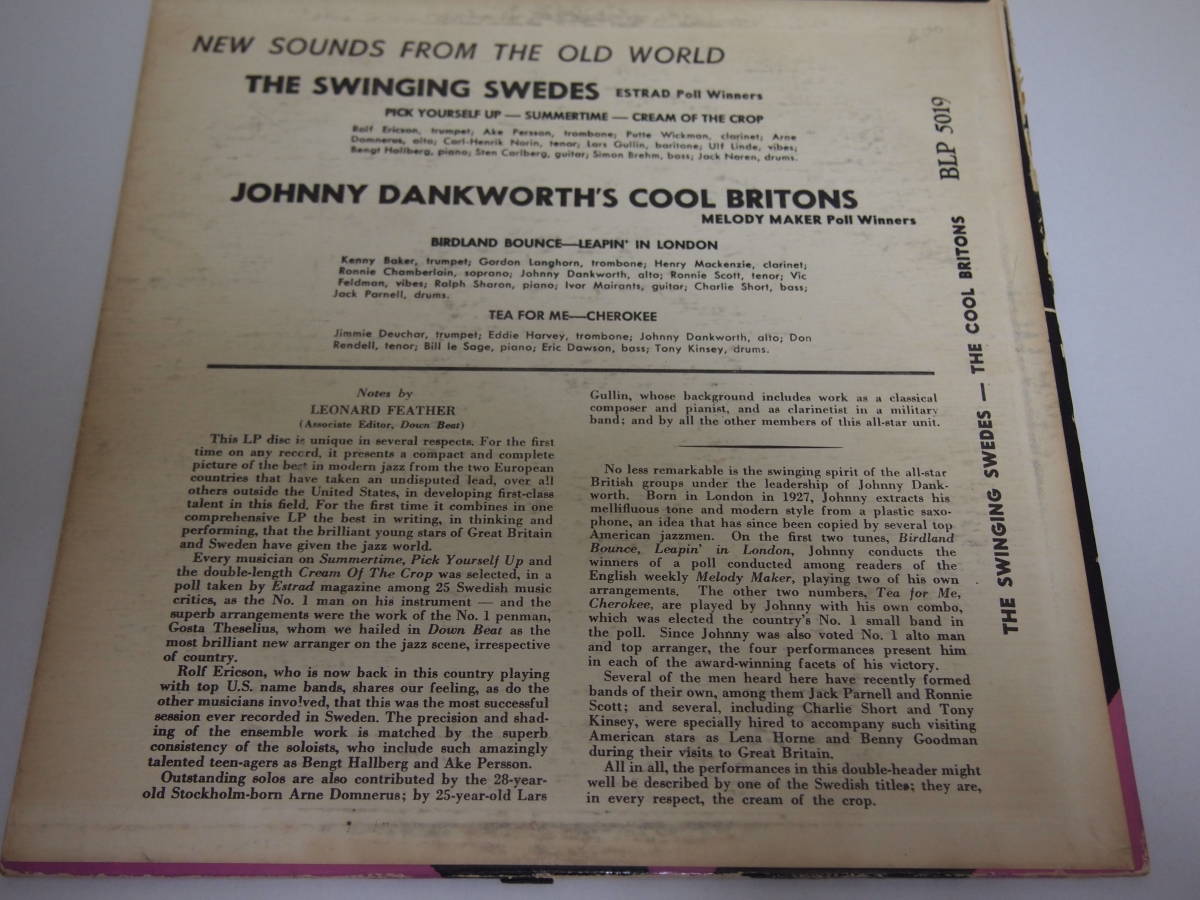 NEW SOUNDS FROM THE OLD WORLD
THE SWINGING SWEDES ESTRAD Poll Winners
PICK YOURSELF UP — SUMMERTIME — CREAM OF THE CROP
Rolf Ericson, trumpet; Ake Persson, trombone; Putte Wickman, clarinet; Arne
Domnerus, alto; Carl-Henrik Norin, tenor; Lars Gullin, baritone; Ulf Linde, vibes;
Bengt Hallberg, piano; Sten Carlberg, guitar; Simon Brehm, bass; Jack Noren, drums.
JOHNNY DANKWORTH'S COOL BRITONS
MELODY MAKER Poll Winners
BIRDLAND BOUNCE—LEAPIN' IN LONDON
Kenny Baker, trumpet; Gordon Langhorn, trombone; Henry Mackenzie, clarinet;
Ronnie Chamberlain, soprano; Johnny Dankworth, alto; Ronnie Scott, tenor; Vic
Feldman, vibes; Ralph Sharon, piano; Ivor Mairants, guitar; Charlie Short, bass;
Jack Parnell, drums.
TEA FOR ME—CHEROKEE
Jimmie Deuchar, trumpet; Eddie Harvey, trombone; Johnny Dankworth, alto; Don
Rendell, tenor; Bill le Sage, piano; Eric Dawson, bass; Tony Kinsey, drums.
Notes by
LEONARD FEATHER
(Associate Editor, Down Beat)
This LP disc is unique in several respects. For the first
time on any record, it presents a compact and complete
picture of the best in modern jazz from the two European
countries that have taken an undisputed lead, over all
others outside the United States, in developing first-class
talent in this field. For the first time it combines in one
comprehensive LP the best in writing, in thinking and
performing, that the brilliant young stars of Great Britain
and Sweden have given the jazz world.
Every musician on Summertime, Pick Yourself Up and
the double-length Cream Of The Crop was selected, in a
poll taken by Estrad magazine among 25 Swedish music
critics, as the No. 1 man on his instrument — and the
superb arrangements were the work of the No. 1 penman,
Gosta Theselius, whom we hailed in Down Beat as the
most brilliant new arranger on the jazz scene, irrespective
of country.
Rolf Ericson, who is now back in this country playing
with top U.S. name bands, shares our feeling, as do the
other musicians involved, that this was the most successful
session ever recorded in Sweden. The precision and shad-
ing of the ensemble work is matched by the superb
consistency of the soloists, who include such amazingly
talented teen-agers as Bengt Hallberg and Ake Persson.
Outstanding solos are also contributed by the 28-year-
old Stockholm-born Arne Domnerus; by 25-year-old Lars
Gullin, whose background includes work as a classical
composer and pianist, and as clarinetist in a military
band; and by all the other members of this all-star unit.
No less remarkable is the swinging spirit of the all-star
British groups under the leadership of Johnny Dank-
worth. Born in London in 1927, Johnny extracts his
mellifluous tone and modern style from a plastic saxo-
phone, an idea that has since been copied by several top
American jazzmen. On the first two tunes, Birdland
Bounce, Leapin' in London, Johnny conducts the
winners of a poll conducted among readers of the
English weekly Melody Maker, playing two of his own
arrangements. The other two numbers, Tea for Me,
Cherokee, are played by Johnny with his own combo,
which was elected the country's No. 1 small band in
the poll. Since Johnny was also voted No. 1 alto man
and top arranger, the four performances present him
in each of the award-winning facets of his victory.
Several of the men heard here have recently formed
bands of their own, among them Jack Parnell and Ronnie
Scott; and several, including Charlie Short and Tony
Kinsey, were specially hired to accompany such visiting
American stars as Lena Horne and Benny Goodman
during their visits to Great Britain.
All in all, the performances in this double-header might
well be described by one of the Swedish titles; they are,
in every respect, the cream of the crop.
THE SWINGING SWEDES — THE COOL BRITONS BLP 5019